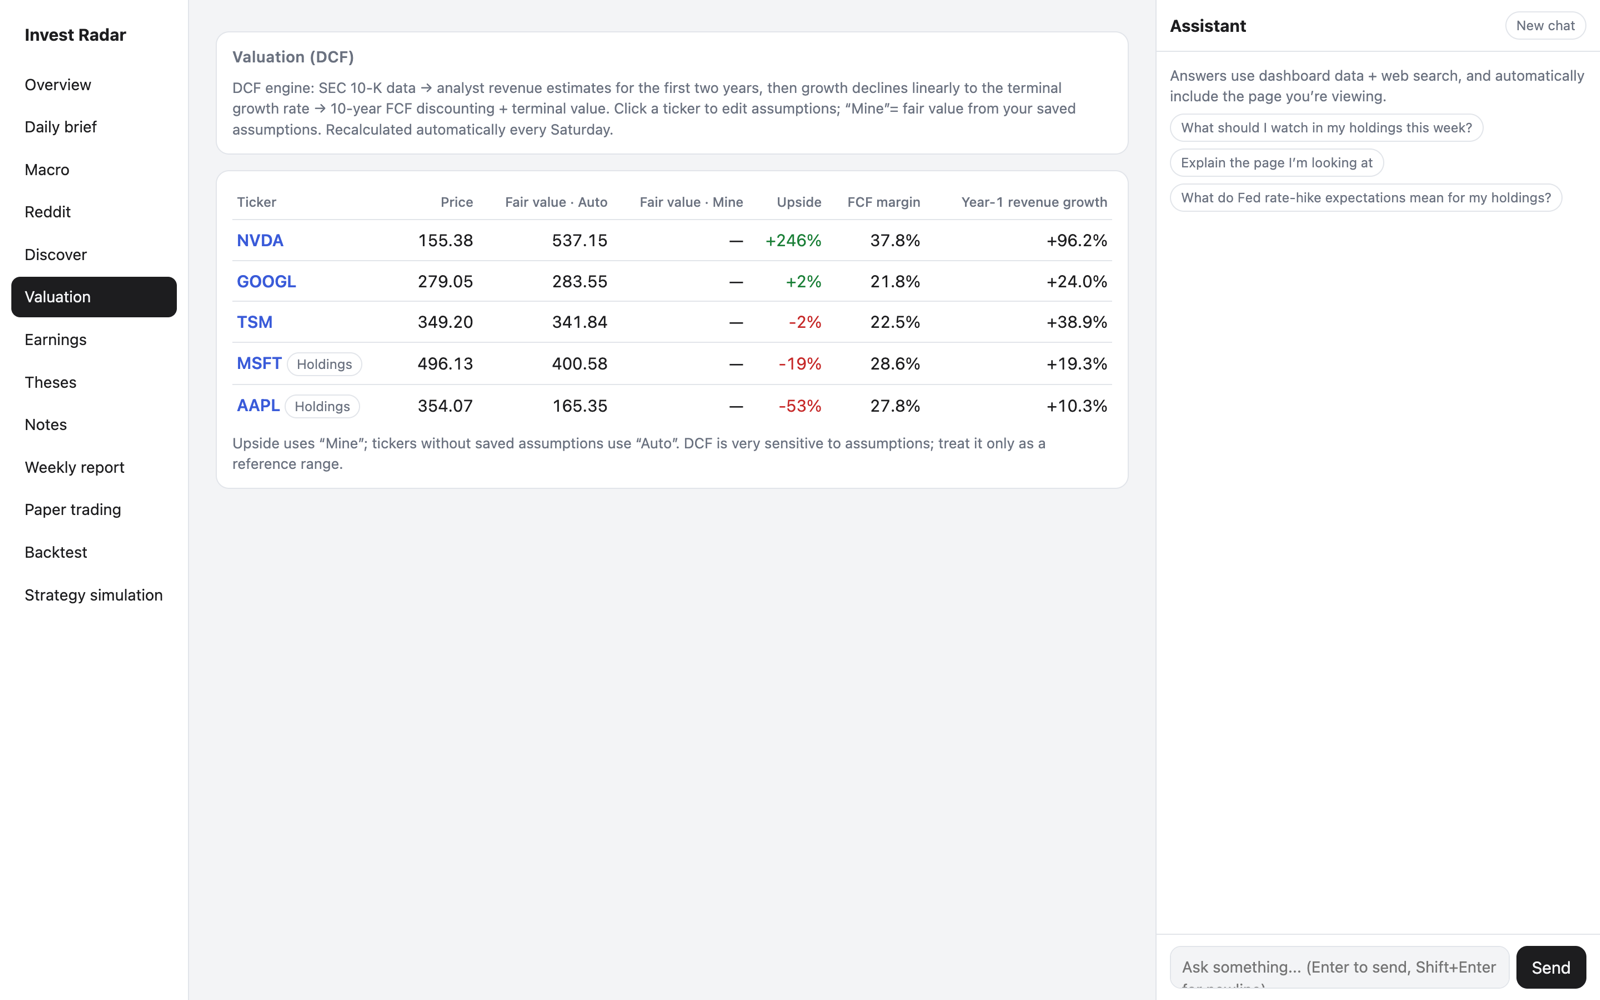 Invest Radar
Overview
Daily brief
Macro
Reddit
Discover
Valuation
Earnings
Theses
Notes
Weekly report
Paper trading
Backtest
Strategy simulation
Valuation (DCF)
DCF engine: SEC 10-K data → analyst revenue estimates for the first two years, then growth declines linearly to the terminal
growth rate → 10-year FCF discounting + terminal value. Click a ticker to edit assumptions; “Mine”= fair value from your saved
assumptions. Recalculated automatically every Saturday.
Ticker Price Fair value · Auto Fair value · Mine Upside FCF margin Year-1 revenue growth
NVDA 155.38 537.15 — +246% 37.8% +96.2%
GOOGL 279.05 283.55 — +2% 21.8% +24.0%
TSM 349.20 341.84 — -2% 22.5% +38.9%
MSFT Holdings 496.13 400.58 — -19% 28.6% +19.3%
AAPL Holdings 354.07 165.35 — -53% 27.8% +10.3%
Upside uses “Mine”; tickers without saved assumptions use “Auto”. DCF is very sensitive to assumptions; treat it only as a
reference range.
Assistant
New chat
Answers use dashboard data + web search, and automatically
include the page you’re viewing.
What should I watch in my holdings this week?
Explain the page I’m looking at
What do Fed rate-hike expectations mean for my holdings?
Ask something... (Enter to send, Shift+Enter
for newline)
Send